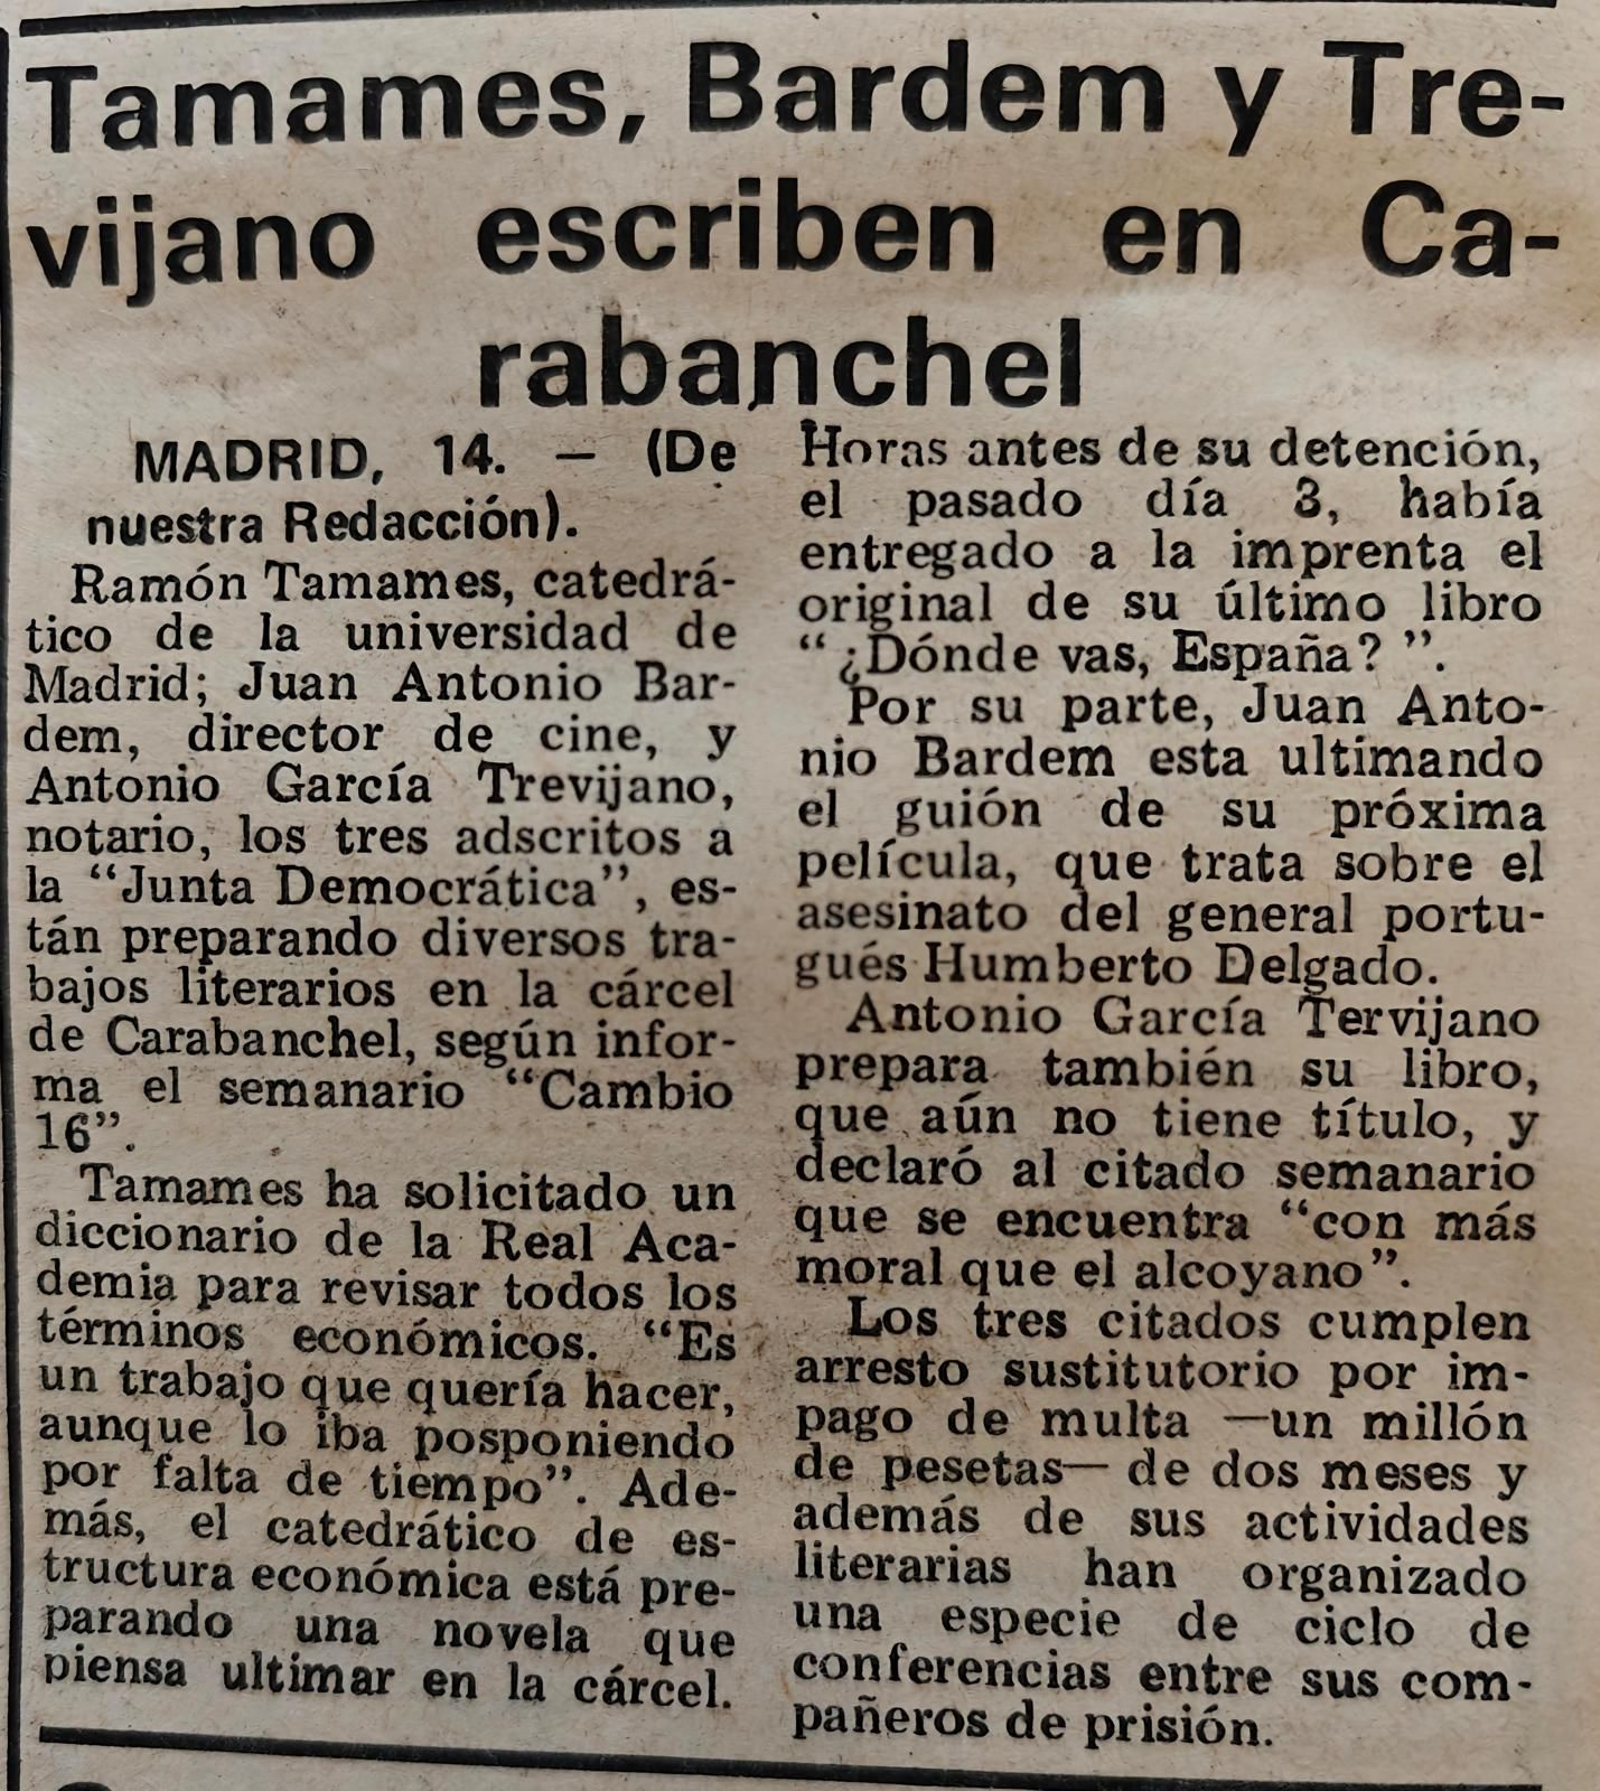 Tamames, Bardem y Tre-
vijano escriben en Ca-
rabanchel
MADRID, 14. — (De
nuestra Redacción).
Ramón Tamames, catedrá-
tico de la universidad de
Madrid; Juan Antonio Bar-
dem, director de cine, y
Antonio García Trevijano,
notario, los tres adscritos a
la “Junta Democrática”, es-
tán preparando diversos tra-
bajos literarios en la cárcel
de Carabanchel, según infor-
ma el semanario “Cambio
16”.
Tamames ha solicitado un
diccionario de la Real Aca-
demia para revisar todos los
términos económicos. “Es
un trabajo que quería hacer,
aunque lo iba posponiendo
por falta de tiempo”. Ade-
más, el catedrático de es-
tructura económica está pre-
parando una novela que
piensa ultimar en la cárcel.
Horas antes de su detención,
el pasado día 3, había
entregado a la imprenta el
original de su último libro
“¿Dónde vas, España? ”.
Por su parte, Juan Anto-
nio Bardem esta ultimando
el guión de su próxima
película, que trata sobre el
asesinato del general portu-
gués Humberto Delgado.
Antonio García Tervijano
prepara también su libro,
que aún no tiene título, y
declaró al citado semanario
que se encuentra “con más
moral que el alcoyano”.
Los tres citados cumplen
arresto sustitutorio por im-
pago de multa —un millón
de pesetas— de dos meses y
además de sus actividades
literarias han organizado
una especie de ciclo de
conferencias entre sus com-
pañeros de prisión.